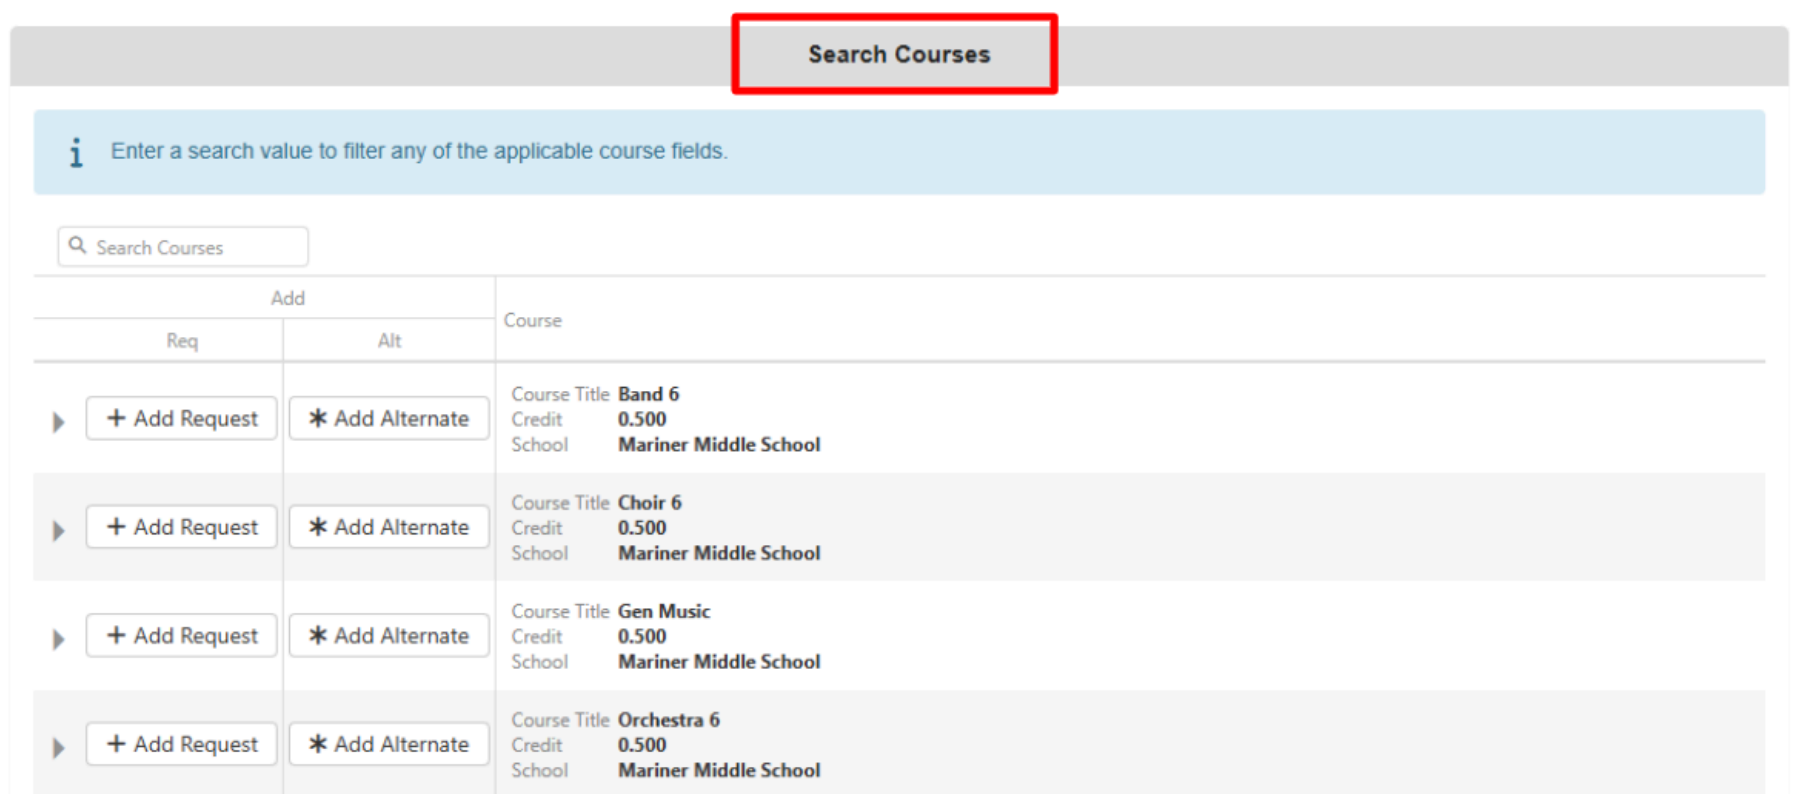 Search Courses
i Enter a search value to filter any of the applicable course fields.
Search Courses
Add
Course
Req Alt
+ Add Request * Add Alternate
Course Title Band 6
Credit 0.500
School Mariner Middle School
+ Add Request * Add Alternate
Course Title Choir 6
Credit 0.500
School Mariner Middle School
+ Add Request * Add Alternate
Course Title Gen Music
Credit 0.500
School Mariner Middle School
+ Add Request * Add Alternate
Course Title Orchestra 6
Credit 0.500
School Mariner Middle School